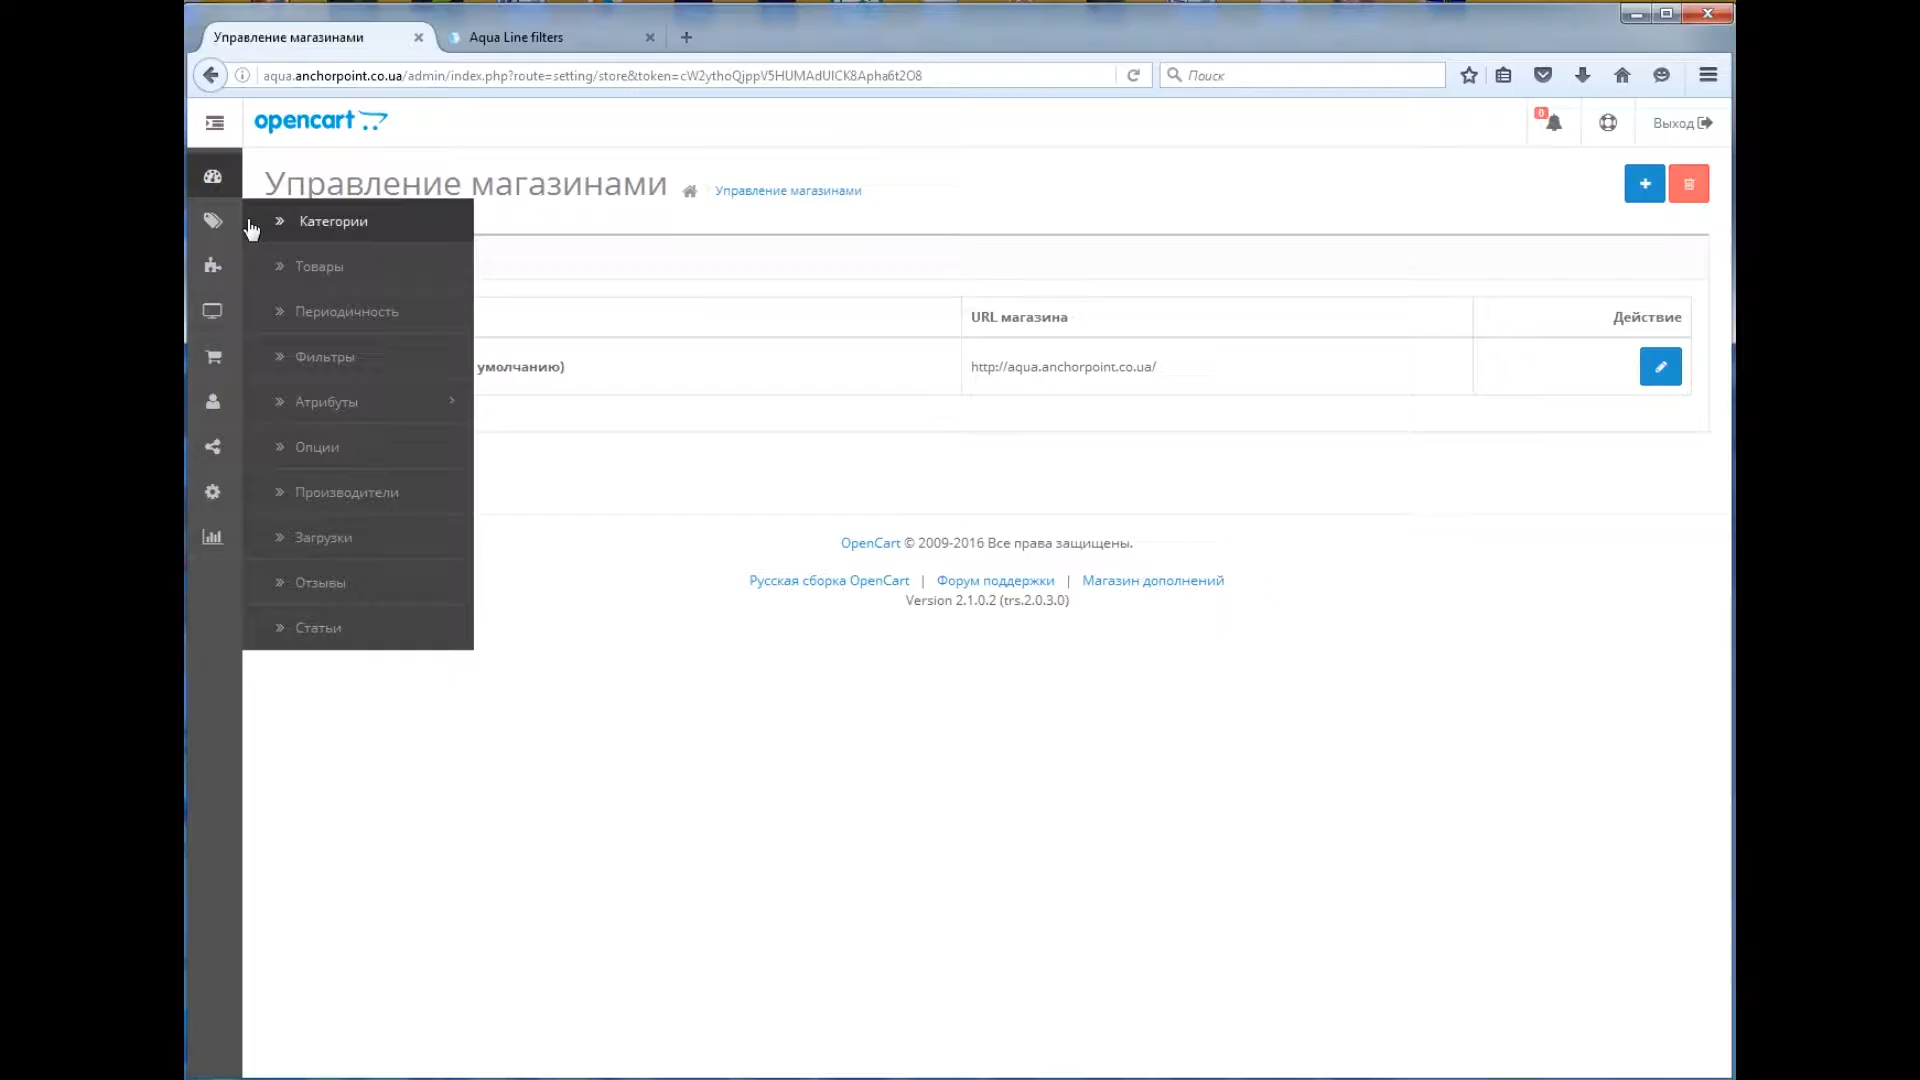 Управление магазинами
Aqua Line filters
aqua.anchorpoint.co.ua/admin/index.php?route=setting/store&token=cW2ythoQjppV5HUMAdUICK8Apha6t2O8
Поиск
opencart
0
Выход
Управление магазинами
Управление магазинами
Категории
Товары
Периодичность
Фильтры
Атрибуты
Опции
Производители
Загрузки
Отзывы
Статьи
URL магазина
Действие
умолчанию)
http://aqua.anchorpoint.co.ua/
OpenCart © 2009-2016 Все права защищены.
Русская сборка OpenCart | Форум поддержки | Магазин дополнений
Version 2.1.0.2 (trs.2.0.3.0)